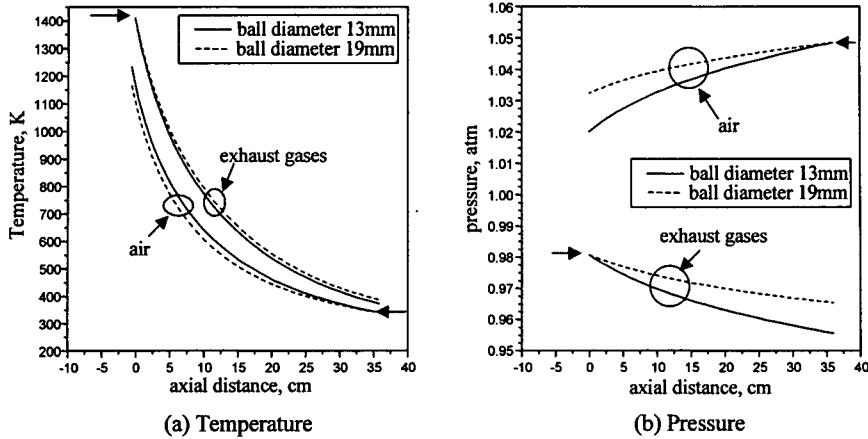 1400
1300
1200
1100
1000
900
800
700
600
500
400
300
200
Temperature, K
ball diameter 13mm
ball diameter 19mm
exhaust gases
air
-10 -5 0 5 10 15 20 25 30 35 40
axial distance, cm
(a) Temperature
1.06
1.05
1.04
1.03
1.02
1.01
1.00
0.99
0.98
0.97
0.96
0.95
pressure, atm
air
ball diameter 13mm
ball diameter 19mm
exhaust gases
-10 -5 0 5 10 15 20 25 30 35 40
axial distance, cm
(b) Pressure